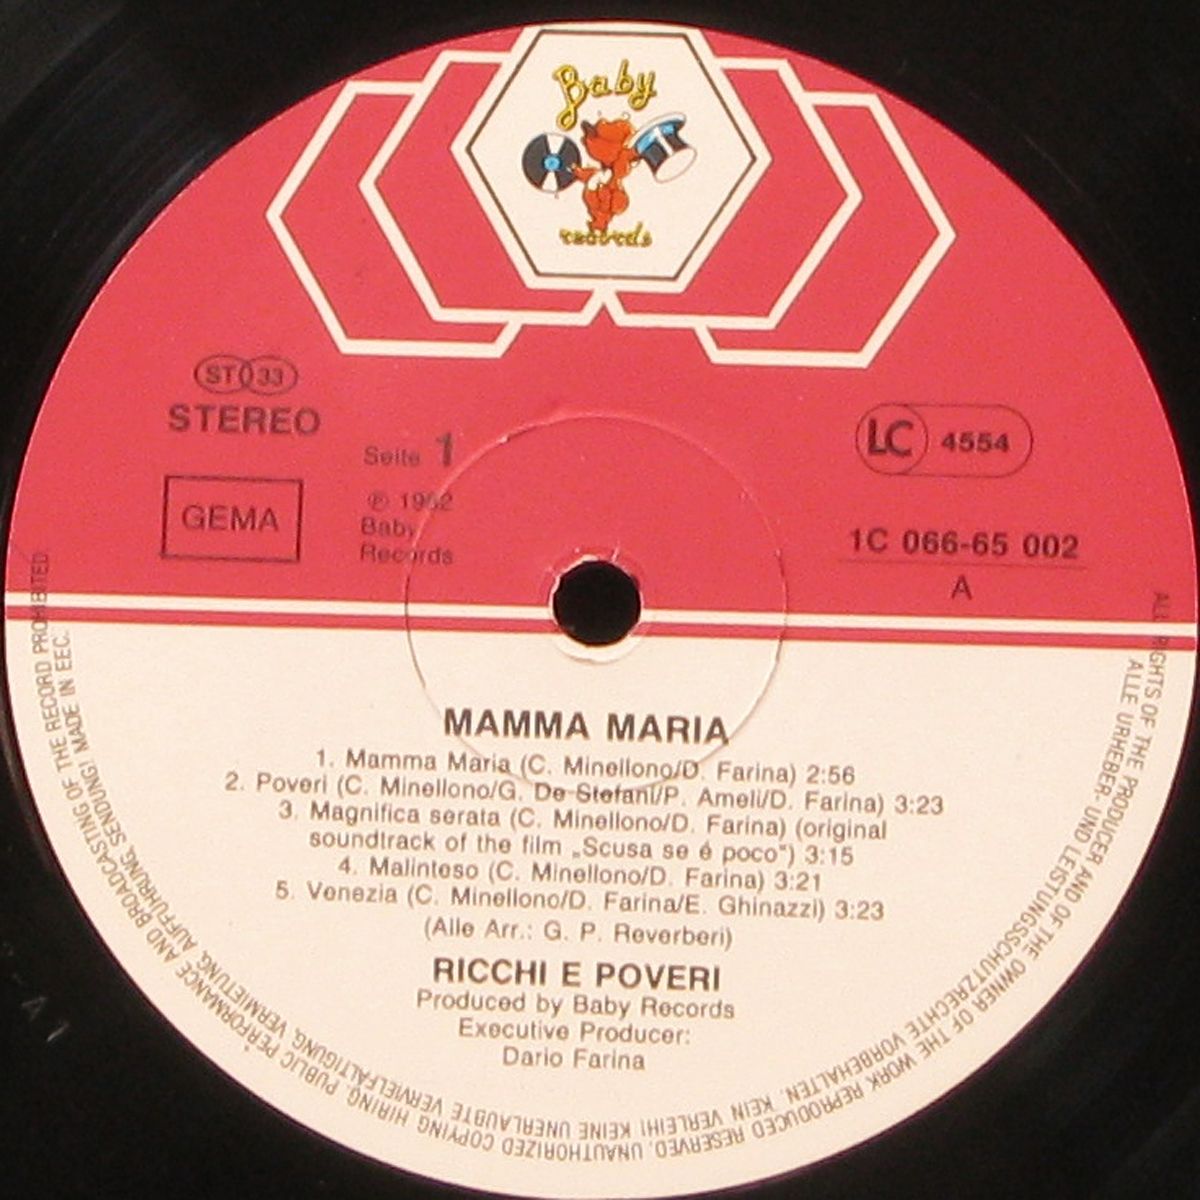 Baby
records
ST 33
STEREO
GEMA
Seite 1
℗ 1982
Baby
Records
LC 4554
1C 066-65 002
A
MAMMA MARIA
1. Mamma Maria (C. Minellono/D. Farina) 2:56
2. Poveri (C. Minellono/G. De Stefani/P. Ameli/D. Farina) 3:23
3. Magnifica serata (C. Minellono/D. Farina) (original
soundtrack of the film „Scusa se é poco“) 3:15
4. Malinteso (C. Minellono/D. Farina) 3:21
5. Venezia (C. Minellono/D. Farina/E. Ghinazzi) 3:23
(Alle Arr.: G. P. Reverberi)
RICCHI E POVERI
Produced by Baby Records
Executive Producer:
Dario Farina
ALL RIGHTS OF THE PRODUCER AND OF THE OWNER OF THE WORK REPRODUCED RESERVED. UNAUTHORIZED COPYING HIRING, PUBLIC PERFORMANCE AND BROADCASTING OF THE RECORD PROHIBITED.
ALLE URHEBER- UND LEISTUNGSSCHUTZRECHTE VORBEHALTEN. KEIN VERLEIH! KEINE UNERLAUBTE VERVIELFÄLTIGUNG, VERMIETUNG, AUFFÜHRUNG, SENDUNG! MADE IN EEC.